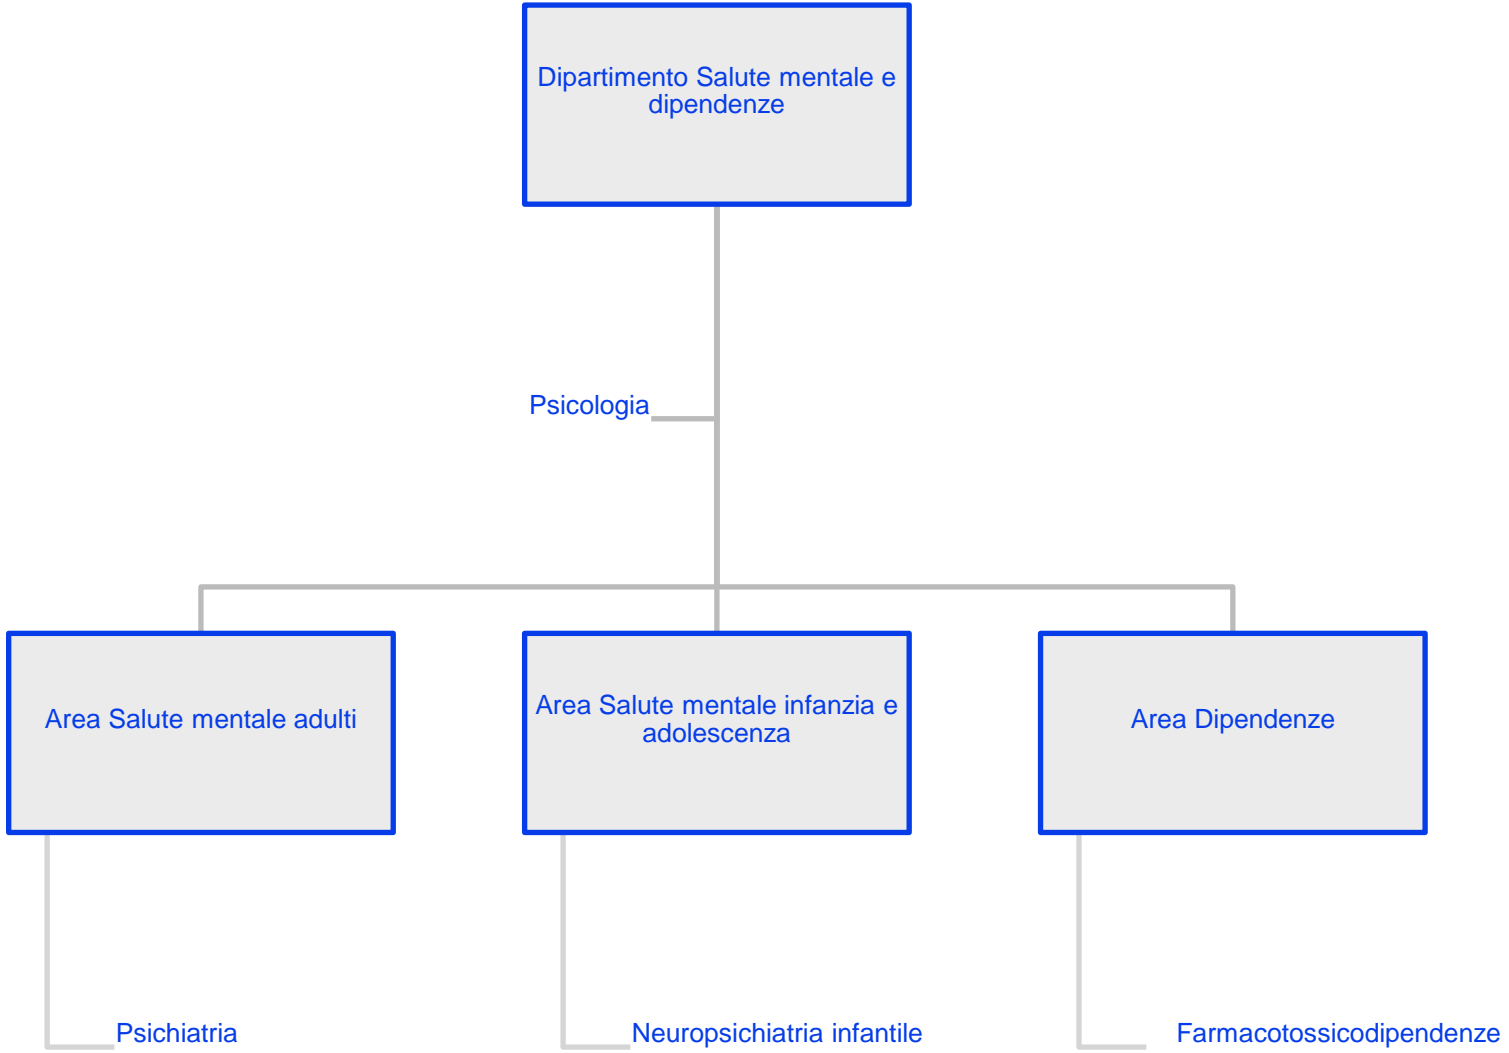 Dipartimento Salute mentale e
dipendenze
Psicologia
Area Salute mentale adulti
Area Salute mentale infanzia e
adolescenza
Area Dipendenze
Psichiatria
Neuropsichiatria infantile
Farmacotossicodipendenze